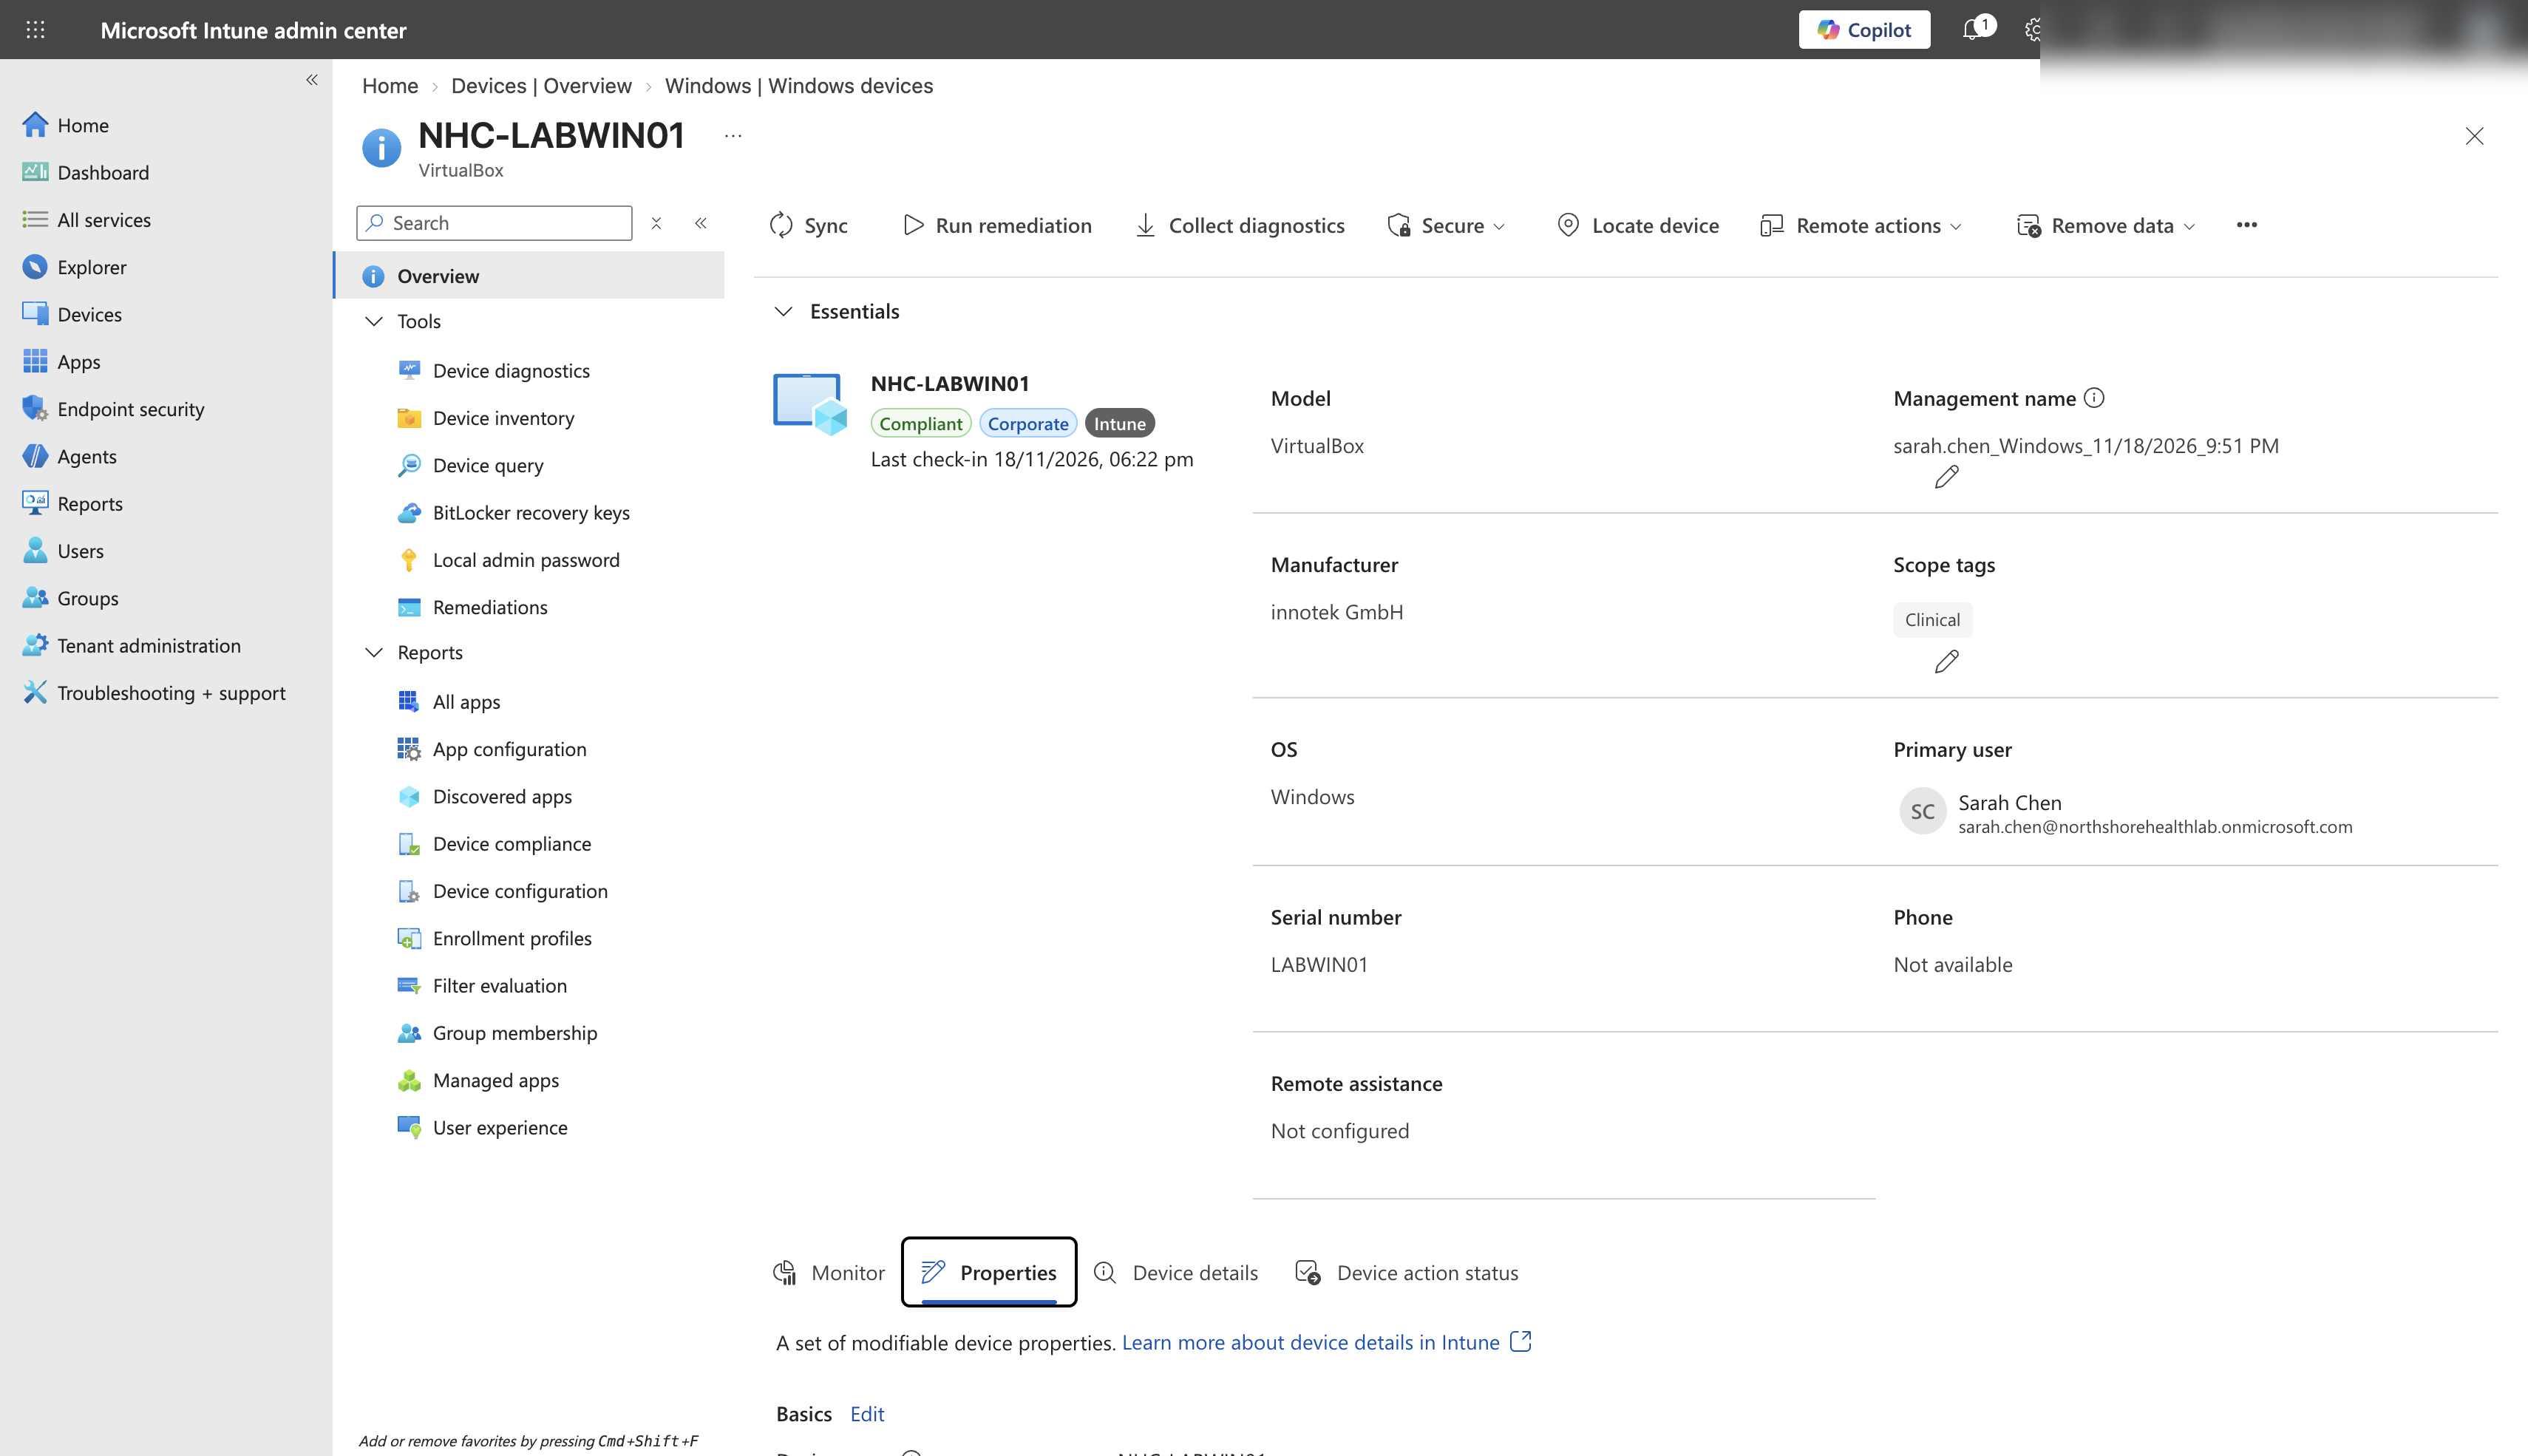 Microsoft Intune admin center
Copilot
1
Home
Dashboard
All services
Explorer
Devices
Apps
Endpoint security
Agents
Reports
Users
Groups
Tenant administration
Troubleshooting + support
Home > Devices | Overview > Windows | Windows devices
NHC-LABWIN01 ...
VirtualBox
Search
Overview
Tools
Device diagnostics
Device inventory
Device query
BitLocker recovery keys
Local admin password
Remediations
Reports
All apps
App configuration
Discovered apps
Device compliance
Device configuration
Enrollment profiles
Filter evaluation
Group membership
Managed apps
User experience
Add or remove favorites by pressing Cmd+Shift+F
Sync
Run remediation
Collect diagnostics
Secure
Locate device
Remote actions
Remove data
Essentials
NHC-LABWIN01
Compliant Corporate Intune
Last check-in 18/11/2026, 06:22 pm
Model
VirtualBox
Management name
sarah.chen_Windows_11/18/2026_9:51 PM
Manufacturer
innotek GmbH
Scope tags
Clinical
OS
Windows
Primary user
SC
Sarah Chen
sarah.chen@northshorehealthlab.onmicrosoft.com
Serial number
LABWIN01
Phone
Not available
Remote assistance
Not configured
Monitor
Properties
Device details
Device action status
A set of modifiable device properties. Learn more about device details in Intune
Basics Edit